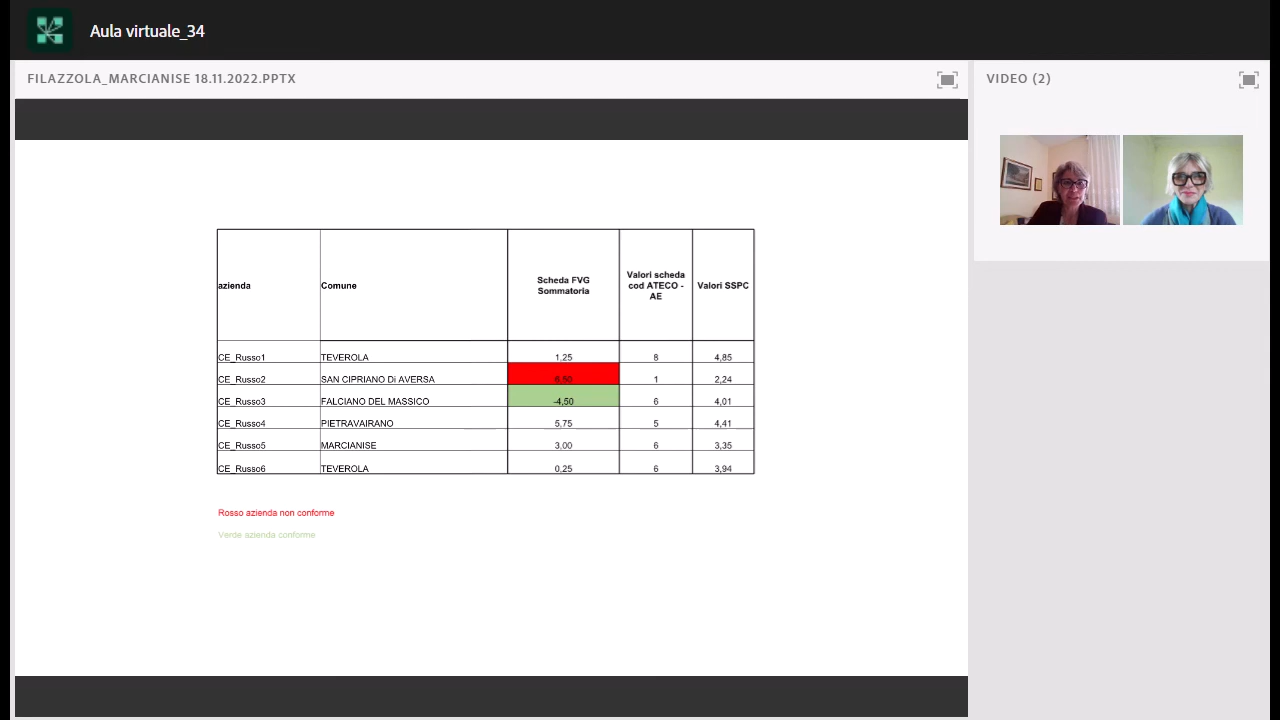 Aula virtuale_34
FILAZZOLA_MARCIANISE 18.11.2022.PPTX
VIDEO (2)
azienda Comune Scheda FVG Sommatoria Valori scheda cod ATECO - AE Valori SSPC
CE_Russo1 TEVEROLA 1,25 8 4,85
CE_Russo2 SAN CIPRIANO Di AVERSA 6,50 1 2,24
CE_Russo3 FALCIANO DEL MASSICO -4,50 6 4,01
CE_Russo4 PIETRAVAIRANO 5,75 5 4,41
CE_Russo5 MARCIANISE 3,00 6 3,35
CE_Russo6 TEVEROLA 0,25 6 3,94
Rosso azienda non conforme
Verde azienda conforme